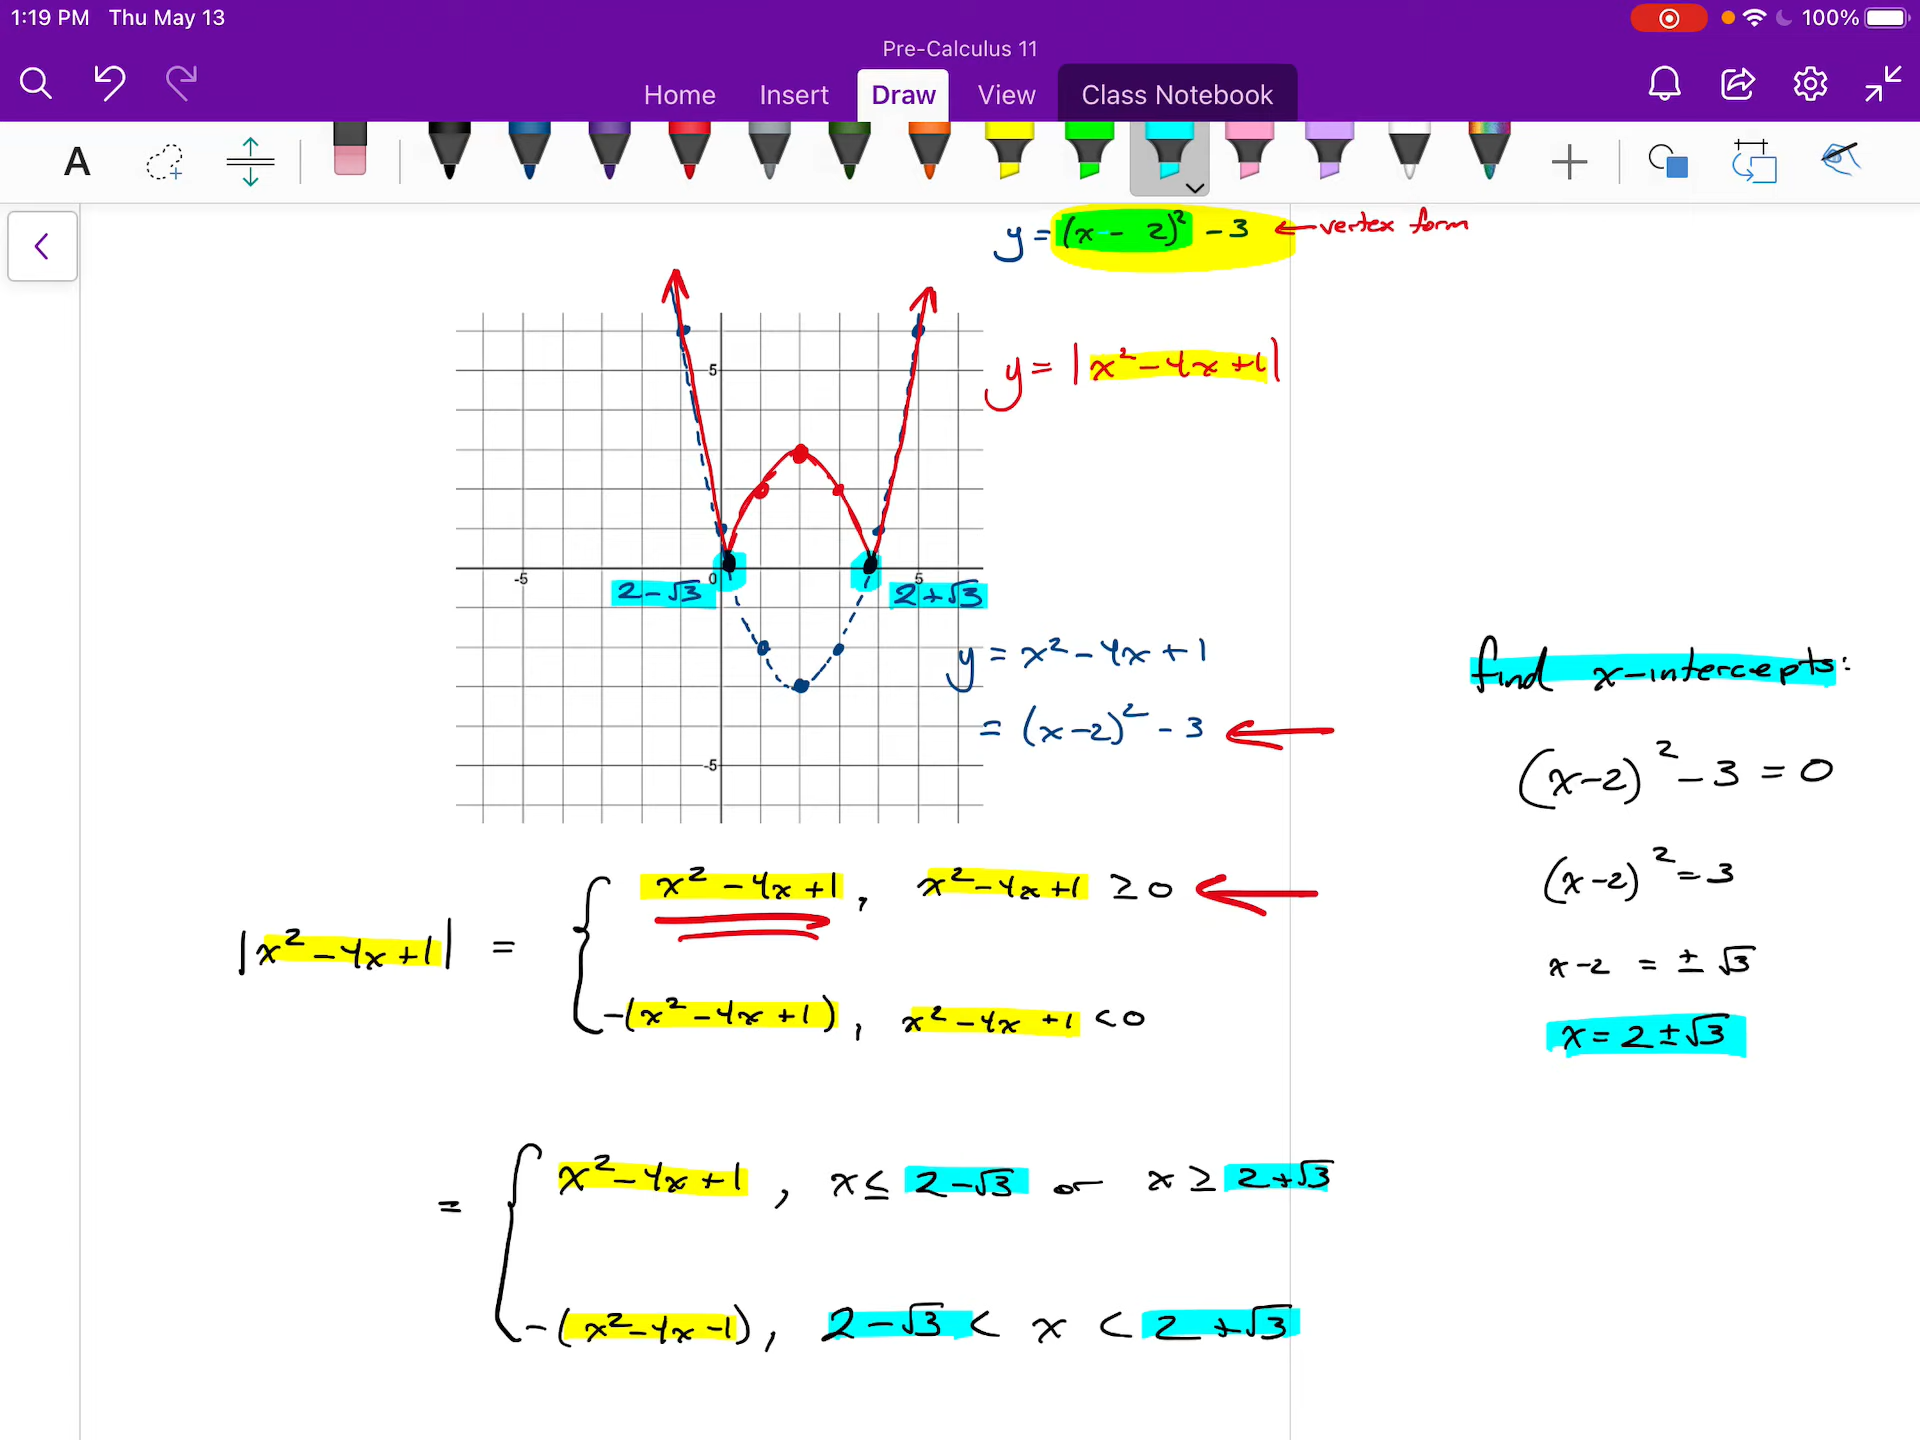 1:19 PM Thu May 13
100%
Pre-Calculus 11
Home Insert Draw View Class Notebook
A
y = (x - 2)² - 3 ← vertex form
y = |x² - 4x + 1|
5
-5 0 5
2 - √3 2 + √3
y = x² - 4x + 1
= (x - 2)² - 3
-5
find x-intercepts:
(x - 2)² - 3 = 0
(x - 2)² = 3
x - 2 = ± √3
x = 2 ± √3
|x² - 4x + 1| = { x² - 4x + 1, x² - 4x + 1 ≥ 0
-(x² - 4x + 1), x² - 4x + 1 < 0
= { x² - 4x + 1, x ≤ 2 - √3 or x ≥ 2 + √3
-(x² - 4x - 1), 2 - √3 < x < 2 + √3